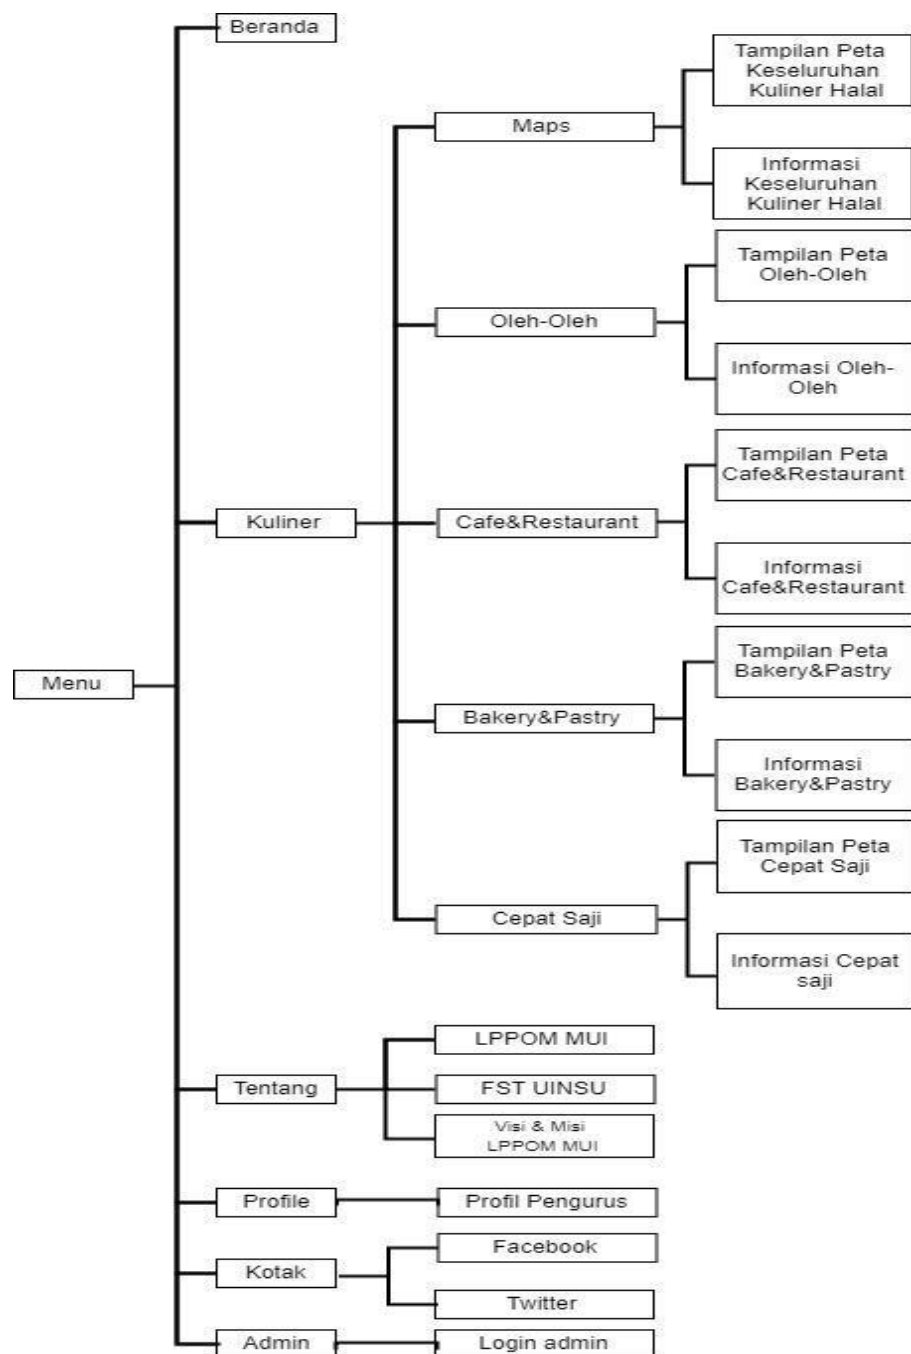 Beranda
Tampilan Peta
Keseluruhan
Kuliner Halal
Maps
Informasi
Keseluruhan
Kuliner Halal
Tampilan Peta
Oleh-Oleh
Oleh-Oleh
Informasi Oleh-
Oleh
Tampilan Peta
Cafe&Restaurant
Kuliner
Cafe&Restaurant
Informasi
Cafe&Restaurant
Tampilan Peta
Bakery&Pastry
Menu
Bakery&Pastry
Informasi
Bakery&Pastry
Tampilan Peta
Cepat Saji
Cepat Saji
Informasi Cepat
saji
LPPOM MUI
Tentang
FST UINSU
Visi & Misi
LPPOM MUI
Profile
Profil Pengurus
Facebook
Kotak
Twitter
Admin
Login admin